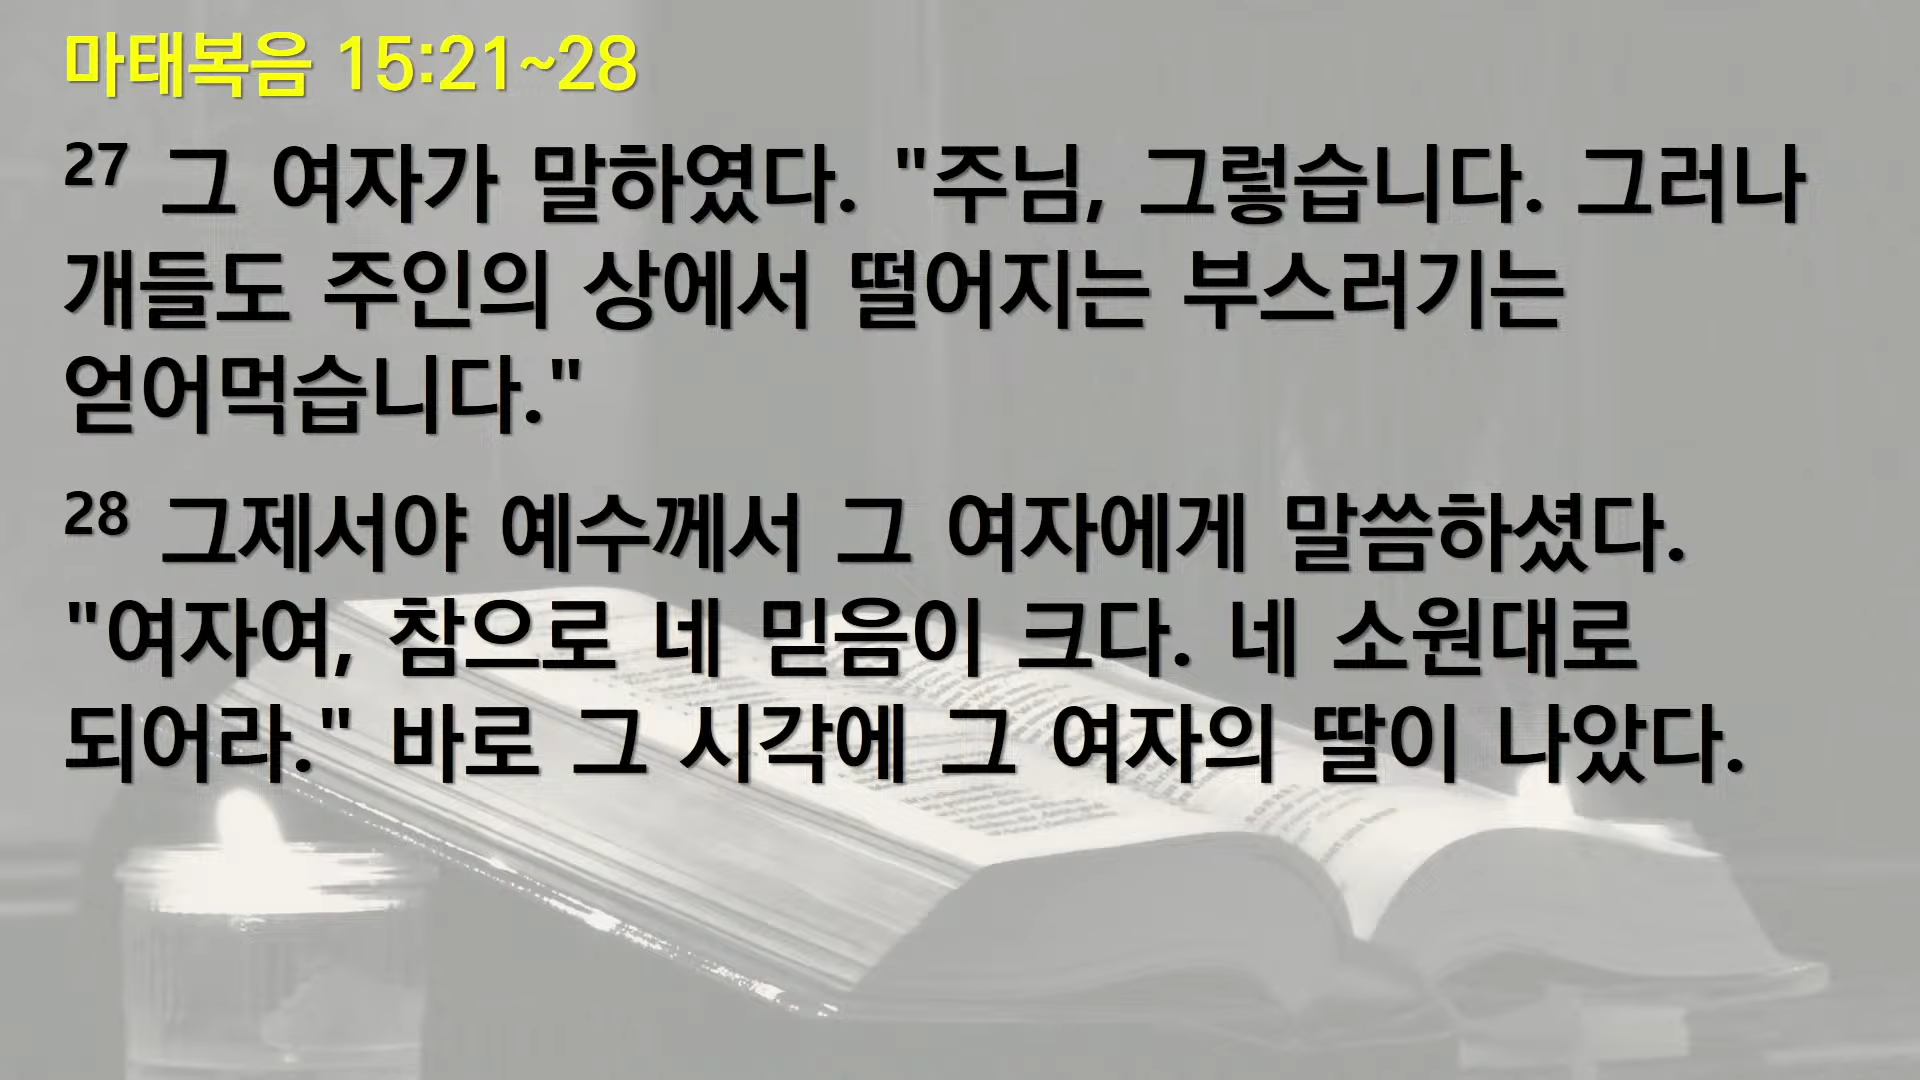 마태복음 15:21~28
27 그 여자가 말하였다. "주님, 그렇습니다. 그러나
개들도 주인의 상에서 떨어지는 부스러기는
얻어먹습니다."
28 그제서야 예수께서 그 여자에게 말씀하셨다.
"여자여, 참으로 네 믿음이 크다. 네 소원대로
되어라." 바로 그 시각에 그 여자의 딸이 나았다.